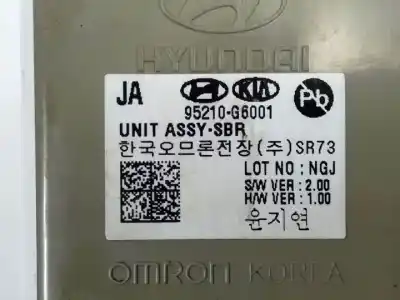 HYUNDAI
JA KIA Pb
95210-G6001
UNIT ASSY-SBR
한국오므론전장(주)SR73
LOT NO : NGJ
S/W VER : 2.00
H/W VER : 1.00
윤지연
OMRON KOREA